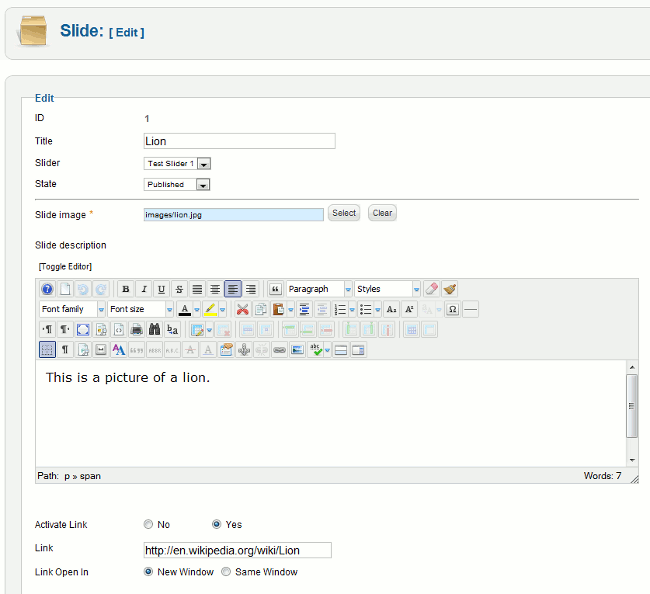 Slide: [ Edit ]
Edit
ID 1
Title Lion
Slider Test Slider 1
State Published
Slide image * images/lion.jpg Select Clear
Slide description
[Toggle Editor]
B I U S Paragraph Styles
Font family Font size A
This is a picture of a lion.
Path: p » span Words: 7
Activate Link No Yes
Link http://en.wikipedia.org/wiki/Lion
Link Open In New Window Same Window